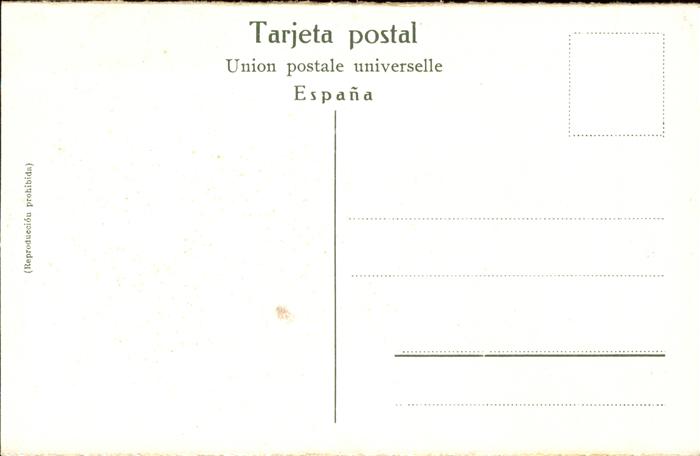 Tarjeta postal
Union postale universelle
España
(Reproducción prohibida)